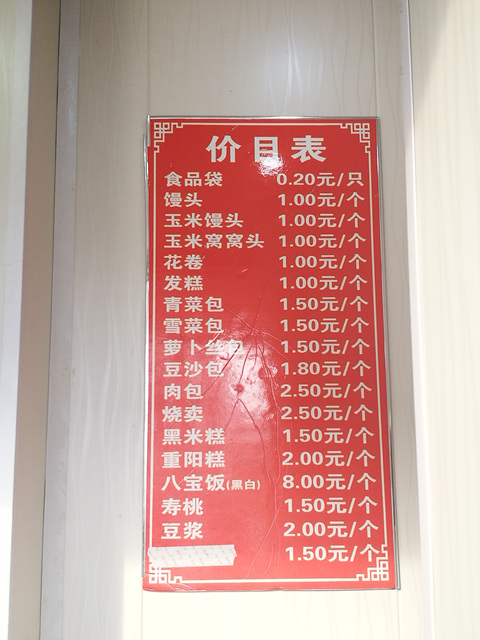 价目表
食品袋 0.20元/只
馒头 1.00元/个
玉米馒头 1.00元/个
玉米窝窝头 1.00元/个
花卷 1.00元/个
发糕 1.00元/个
青菜包 1.50元/个
雪菜包 1.50元/个
萝卜丝包 1.50元/个
豆沙包 1.80元/个
肉包 2.50元/个
烧卖 2.50元/个
黑米糕 1.50元/个
重阳糕 2.00元/个
八宝饭(黑白) 8.00元/个
寿桃 1.50元/个
豆浆 2.00元/个
1.50元/个